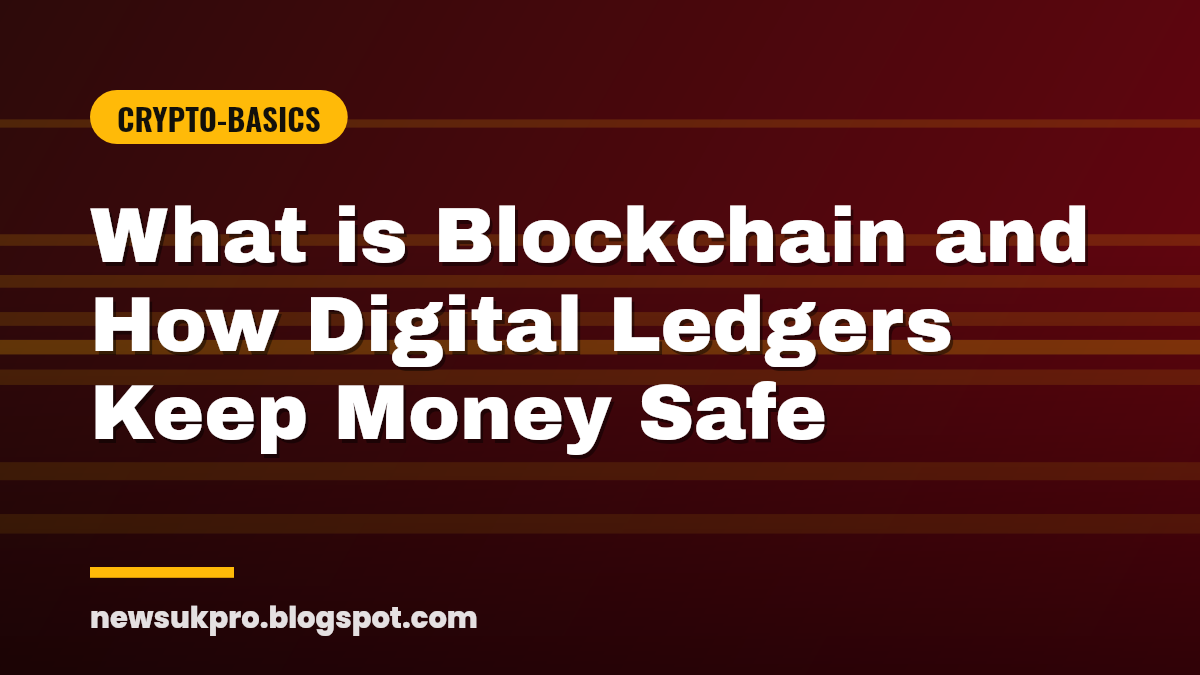 CRYPTO-BASICS
What is Blockchain and
How Digital Ledgers
Keep Money Safe
newsukpro.blogspot.com